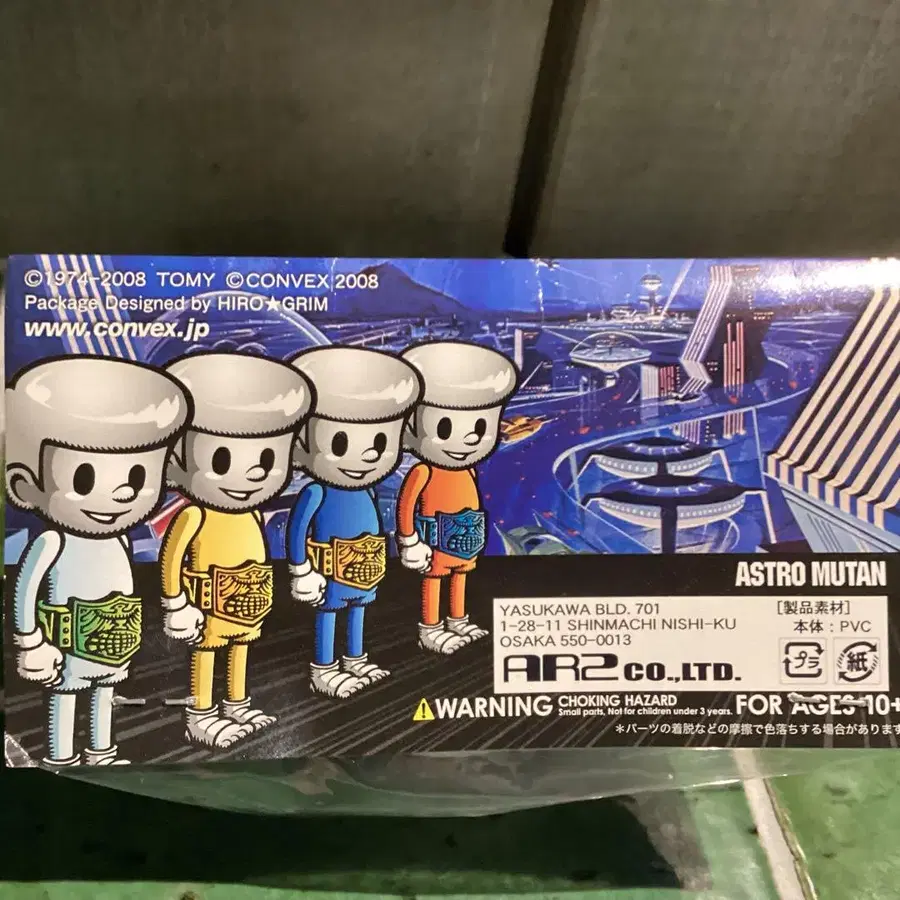 ©1974-2008 TOMY ©CONVEX 2008
Package Designed by HIRO★GRIM
www.convex.jp
ASTRO MUTAN
YASUKAWA BLD. 701
1-28-11 SHINMACHI NISHI-KU
OSAKA 550-0013
AR2 CO.,LTD.
[製品素材]
本体：PVC
プラ
紙
WARNING CHOKING HAZARD
Small parts, Not for children under 3 years.
FOR AGES 10+
＊パーツの着脱などの摩擦で色落ちする場合があります